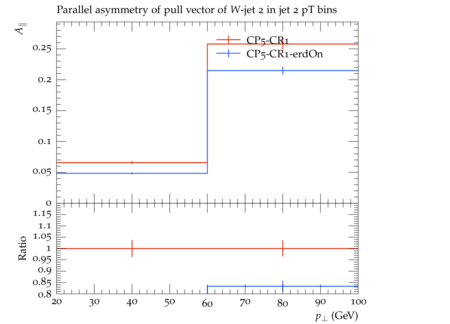 Parallel asymmetry of pull vector of W-jet 2 in jet 2 pT bins
A∥
CP5-CR1
CP5-CR1-erdOn
0.25
0.2
0.15
0.1
0.05
0
Ratio
1.15
1.1
1.05
1
0.95
0.9
0.85
0.8
20 30 40 50 60 70 80 90 100
p⊥ (GeV)